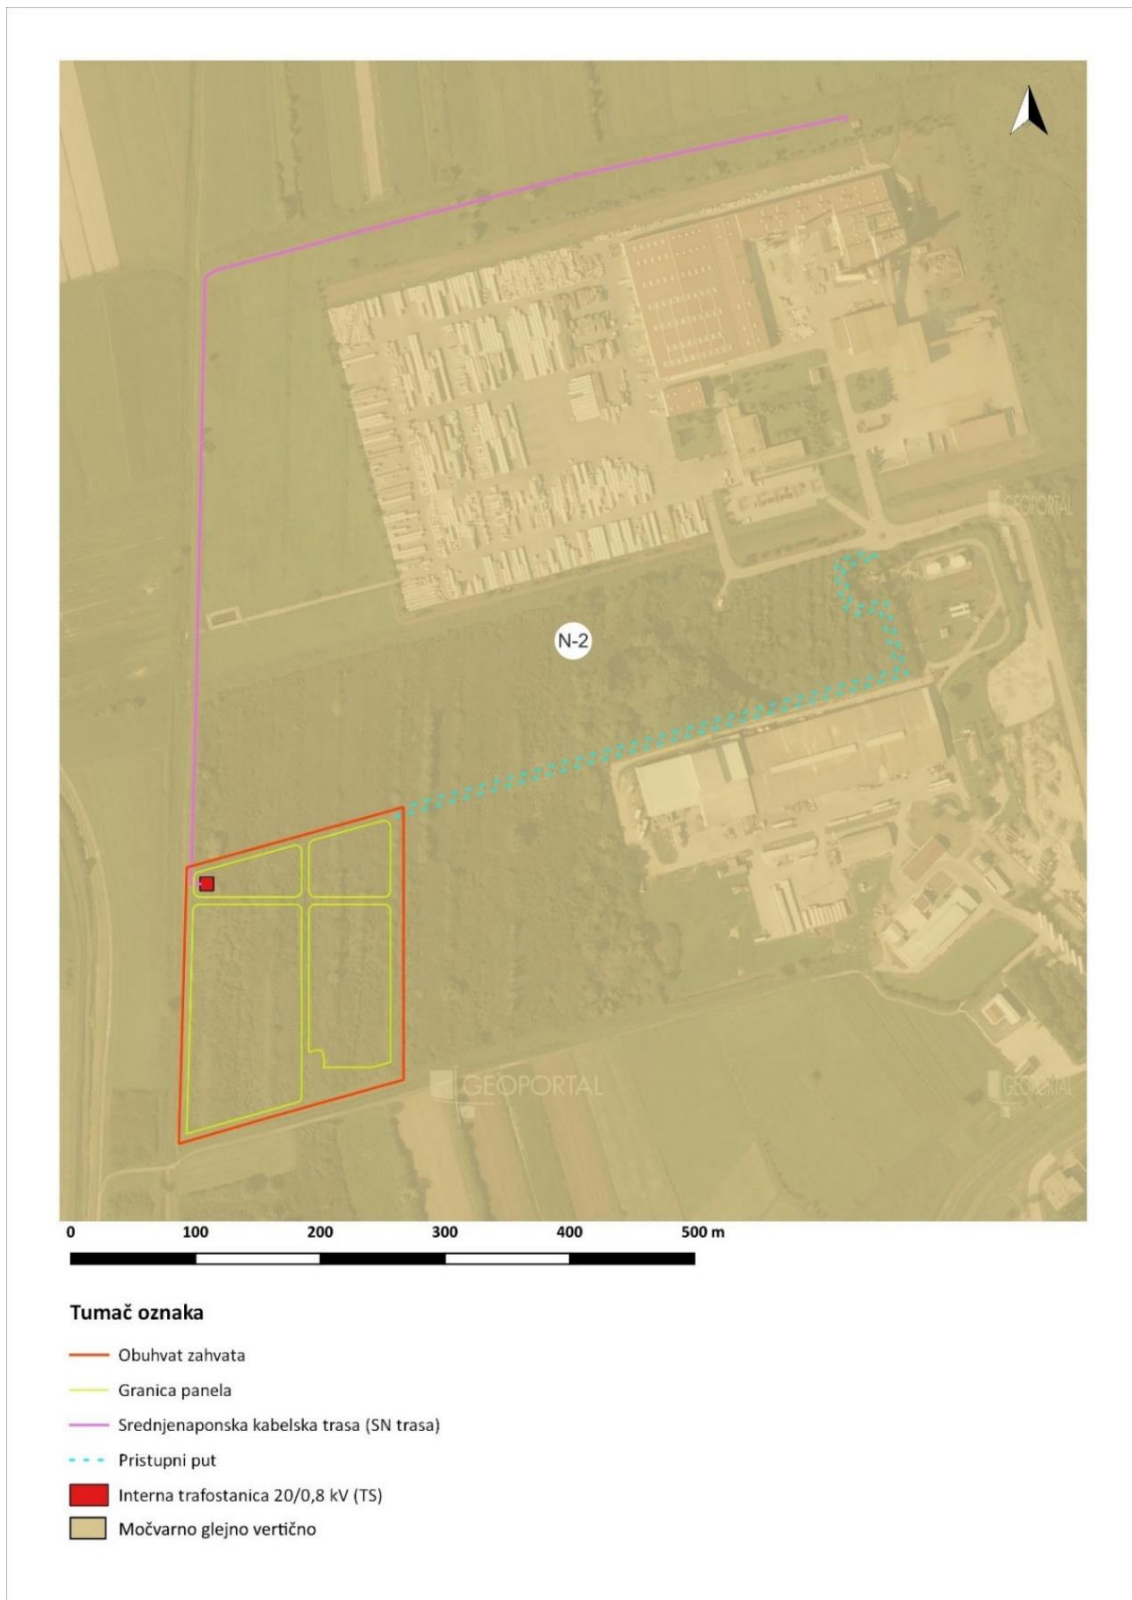 GEOPORTAL
N-2
GEOPORTAL
GEOPORTAL
0 100 200 300 400 500 m
Tumač oznaka
Obuhvat zahvata
Granica panela
Srednjenaponska kabelska trasa (SN trasa)
Pristupni put
Interna trafostanica 20/0,8 kV (TS)
Močvarno glejno vertično